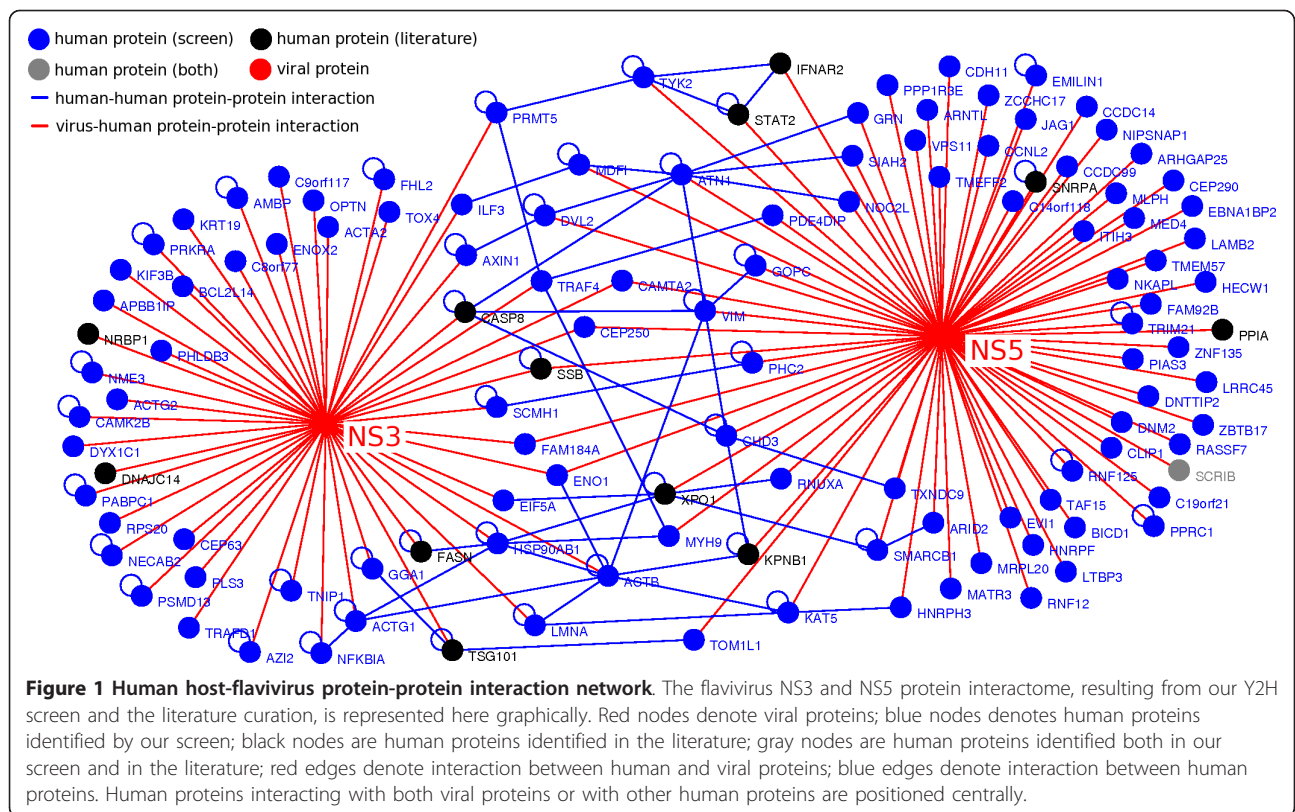 human protein (screen)
human protein (literature)
human protein (both)
viral protein
human-human protein-protein interaction
virus-human protein-protein interaction
IFNAR2
TYK2
CDH11
EMILIN1
PPP1R3E
ZCCHC17
CCDC14
PRMT5
STAT2
GRN
ARNTL
JAG1
NIPSNAP1
VPS11
CCNL2
ARHGAP25
SIAH2
CCDC99
MDFI
ATN1
TMEFF2
SNRPA
CEP290
C9orf117
FHL2
AMBP
OPTN
TOX4
ILF3
DVL2
PDE4DIP
NOC2L
C14orf118
MLPH
EBNA1BP2
KRT19
ACTA2
MED4
ITIH3
LAMB2
PRKRA
ENOX2
AXIN1
GOPC
TMEM57
C8orf77
KIF3B
BCL2L14
TRAF4
CAMTA2
NKAPL
HECW1
APBB1IP
CASP8
VIM
FAM92B
TRIM21
PPIA
NRBP1
CEP250
NS5
ZNF135
PHLDB3
SSB
PHC2
PIAS3
NME3
LRRC45
ACTG2
SCMH1
DNTTIP2
CAMK2B
NS3
CHD3
DNM2
ZBTB17
DYX1C1
FAM184A
CLIP1
RASSF7
DNAJC14
ENO1
RNUXA
TXNDC9
RNF125
SCRIB
PABPC1
EIF5A
XPO1
TAF15
C19orf21
RPS20
ARID2
EVI1
BICD1
PPRC1
CEP63
HSP90AB1
MYH9
HNRPF
NECAB2
FASN
KPNB1
SMARCB1
MRPL20
LTBP3
GGA1
ACTB
PLS3
MATR3
RNF12
PSMD13
TNIP1
HNRPH3
TRAFD1
ACTG1
LMNA
KAT5
AZI2
NFKBIA
TSG101
TOM1L1
Figure 1 Human host-flavivirus protein-protein interaction network. The flavivirus NS3 and NS5 protein interactome, resulting from our Y2H
screen and the literature curation, is represented here graphically. Red nodes denote viral proteins; blue nodes denotes human proteins
identified by our screen; black nodes are human proteins identified in the literature; gray nodes are human proteins identified both in our
screen and in the literature; red edges denote interaction between human and viral proteins; blue edges denote interaction between human
proteins. Human proteins interacting with both viral proteins or with other human proteins are positioned centrally.